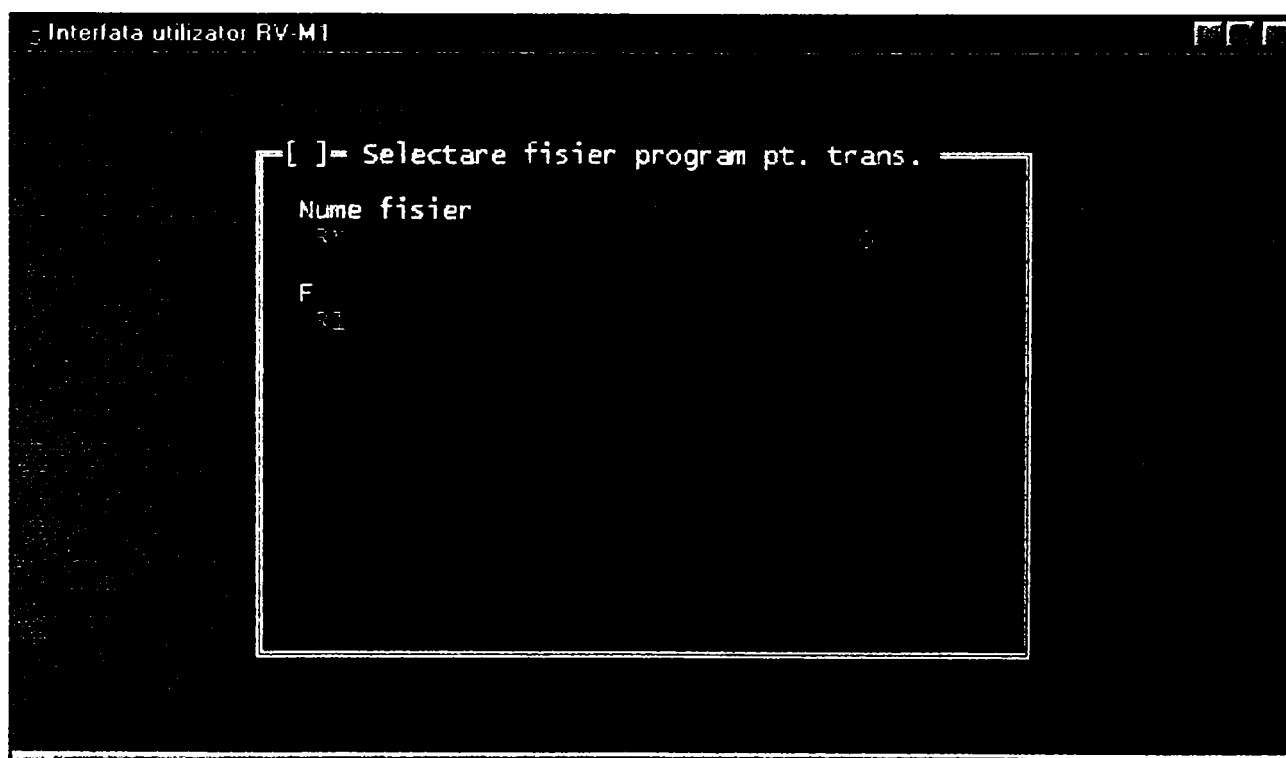 Interfata utilizator RV-M1
[ ]= Selectare fisier program pt. trans.
Nume fisier
F